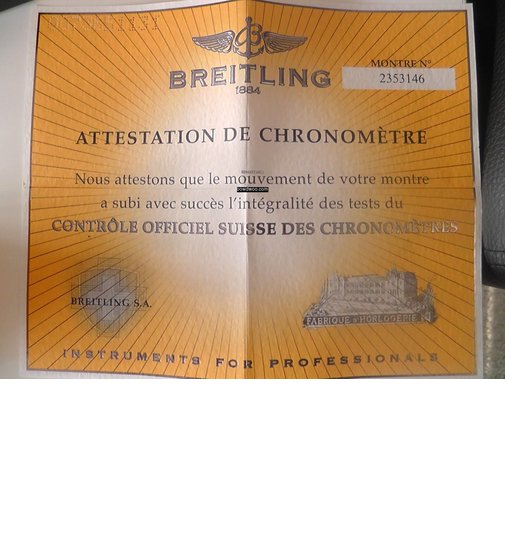 BREITLING
1884
MONTRE Nº
2353146
ATTESTATION DE CHRONOMÈTRE
Nous attestons que le mouvement de votre montre
a subi avec succès l'intégralité des tests du
CONTRÔLE OFFICIEL SUISSE DES CHRONOMÈTRES
BREITLING S.A.
FABRIQUE D'HORLOGERIE
INSTRUMENTS FOR PROFESSIONALS